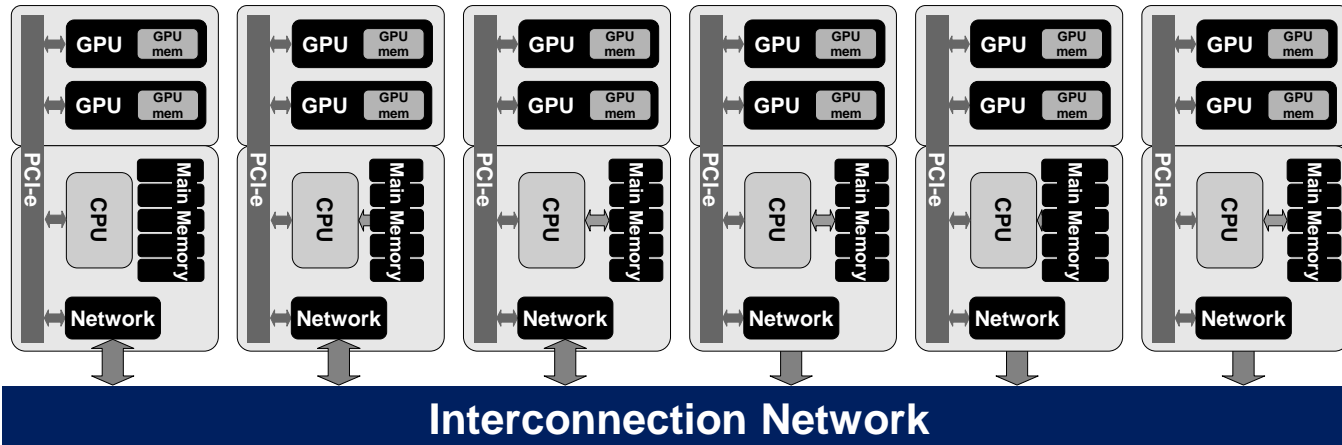 GPU
GPU
mem
GPU
GPU
mem
PCI-e
CPU
Main Memory
Network
GPU
GPU
mem
GPU
GPU
mem
PCI-e
CPU
Main Memory
Network
GPU
GPU
mem
GPU
GPU
mem
PCI-e
CPU
Main Memory
Network
GPU
GPU
mem
GPU
GPU
mem
PCI-e
CPU
Main Memory
Network
GPU
GPU
mem
GPU
GPU
mem
PCI-e
CPU
Main Memory
Network
GPU
GPU
mem
GPU
GPU
mem
PCI-e
CPU
Main Memory
Network
Interconnection Network